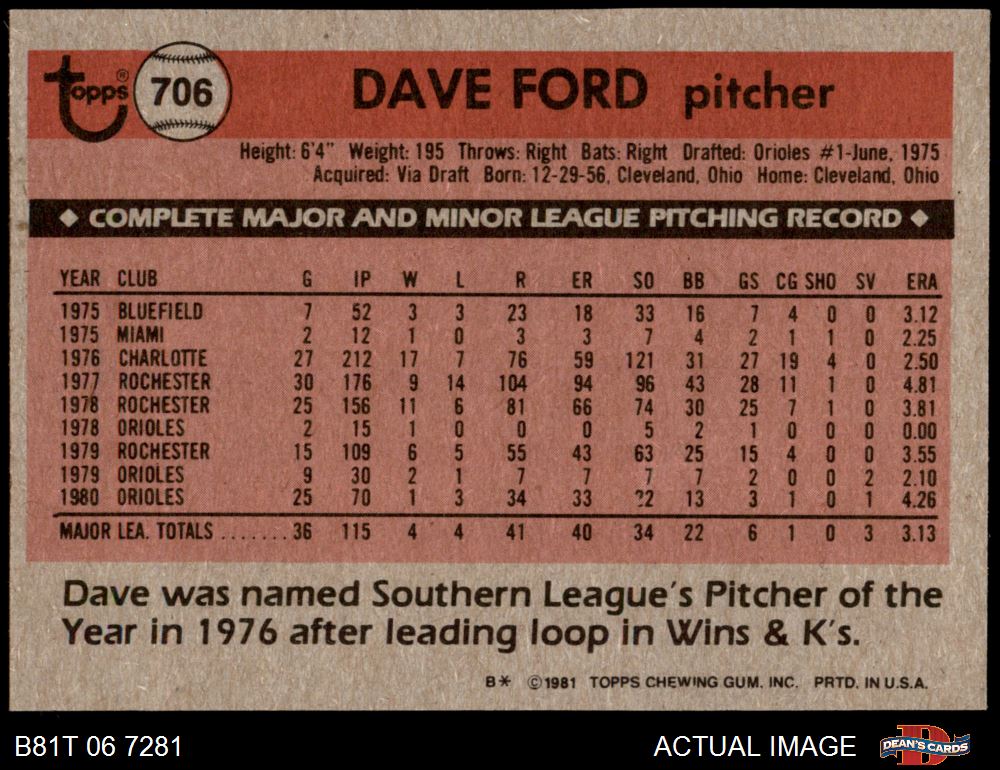 topps® 706 DAVE FORD pitcher
Height: 6'4" Weight: 195 Throws: Right Bats: Right Drafted: Orioles #1-June, 1975
Acquired: Via Draft Born: 12-29-56, Cleveland, Ohio Home: Cleveland, Ohio
◆ COMPLETE MAJOR AND MINOR LEAGUE PITCHING RECORD ◆
YEAR CLUB G IP W L R ER SO BB GS CG SHO SV ERA
1975 BLUEFIELD 7 52 3 3 23 18 33 16 7 4 0 0 3.12
1975 MIAMI 2 12 1 0 3 3 7 4 2 1 1 0 2.25
1976 CHARLOTTE 27 212 17 7 76 59 121 31 27 19 4 0 2.50
1977 ROCHESTER 30 176 9 14 104 94 96 43 28 11 1 0 4.81
1978 ROCHESTER 25 156 11 6 81 66 74 30 25 7 1 0 3.81
1978 ORIOLES 2 15 1 0 0 0 5 2 1 0 0 0 0.00
1979 ROCHESTER 15 109 6 5 55 43 63 25 15 4 0 0 3.55
1979 ORIOLES 9 30 2 1 7 7 7 7 2 0 0 2 2.10
1980 ORIOLES 25 70 1 3 34 33 22 13 3 1 0 1 4.26
MAJOR LEA. TOTALS .......36 115 4 4 41 40 34 22 6 1 0 3 3.13
Dave was named Southern League's Pitcher of the
Year in 1976 after leading loop in Wins & K's.
B* ©1981 TOPPS CHEWING GUM, INC. PRTD. IN U.S.A.
B81T 06 7281 ACTUAL IMAGE DEAN'S CARDS